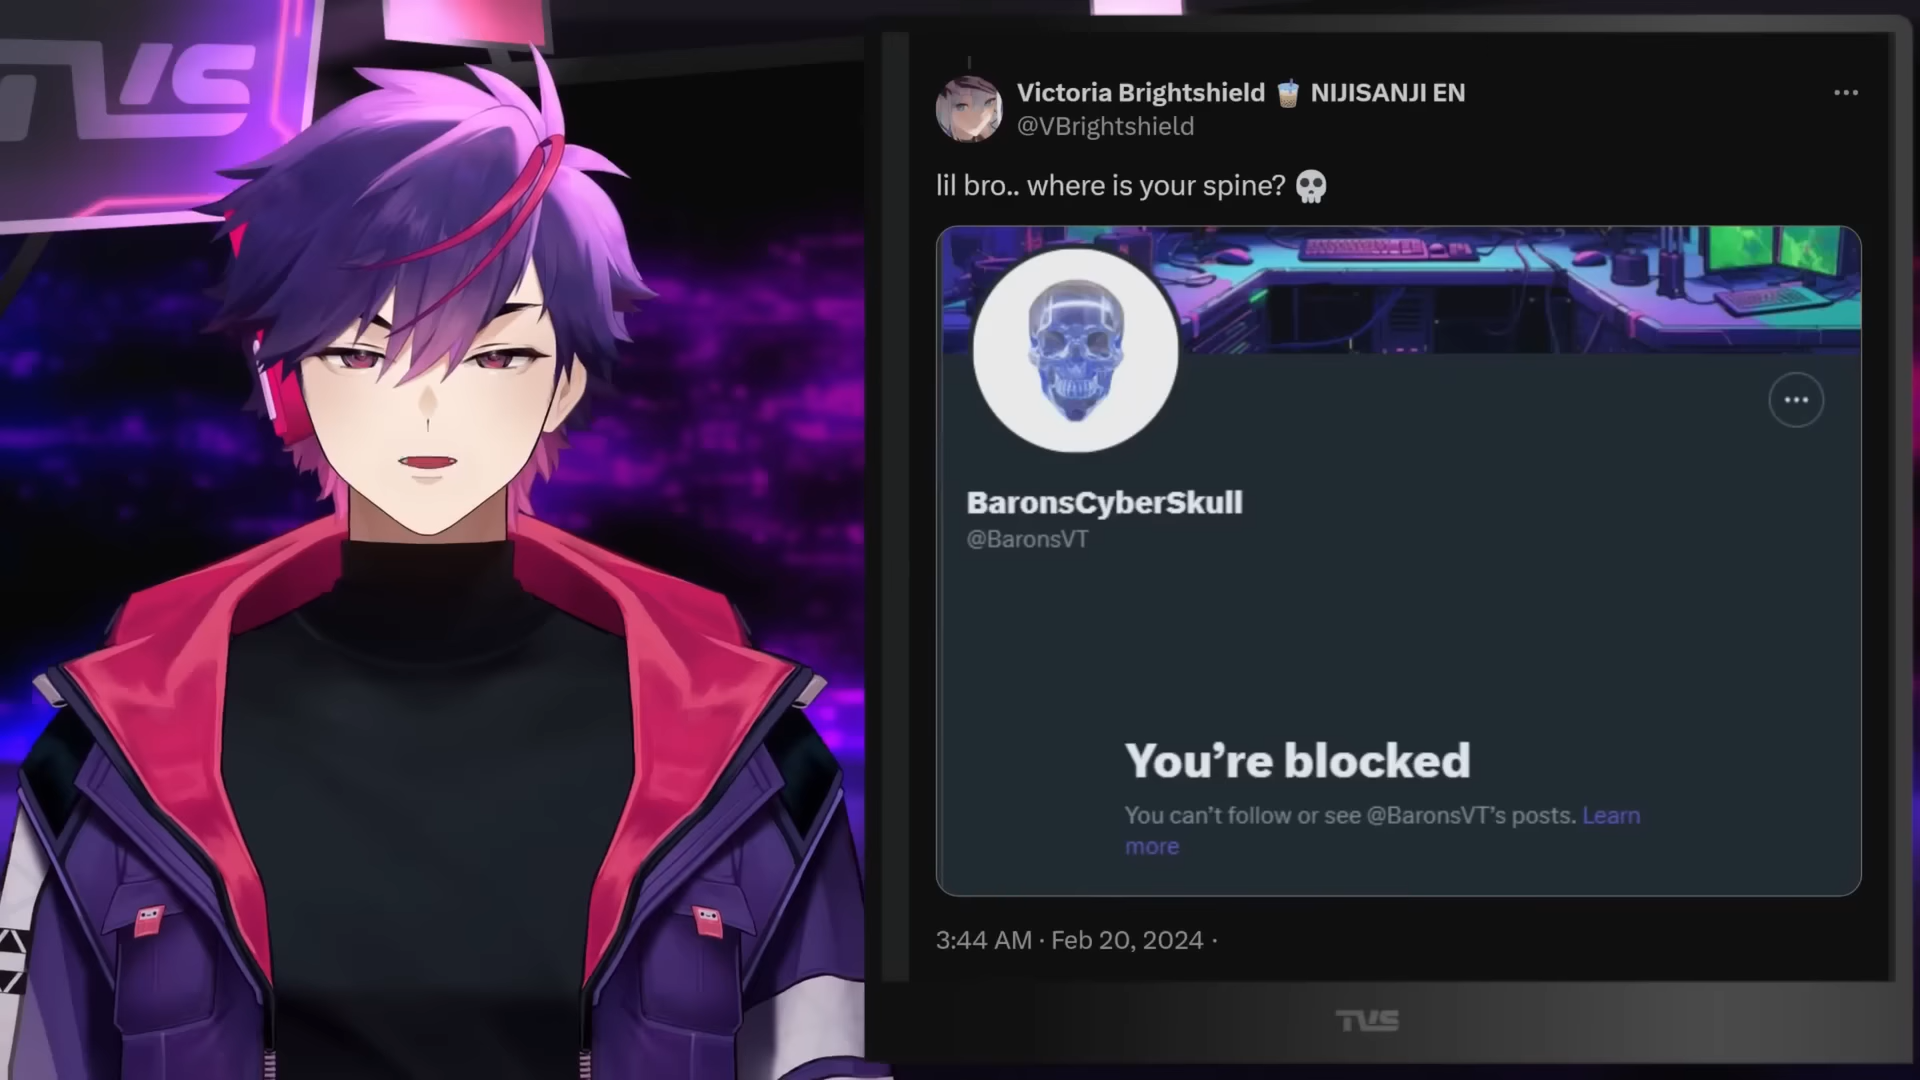 TVS
Victoria Brightshield 🧋 NIJISANJI EN
@VBrightshield
lil bro.. where is your spine? 💀
BaronsCyberSkull
@BaronsVT
You're blocked
You can't follow or see @BaronsVT's posts. Learn
more
3:44 AM · Feb 20, 2024 ·
TVS